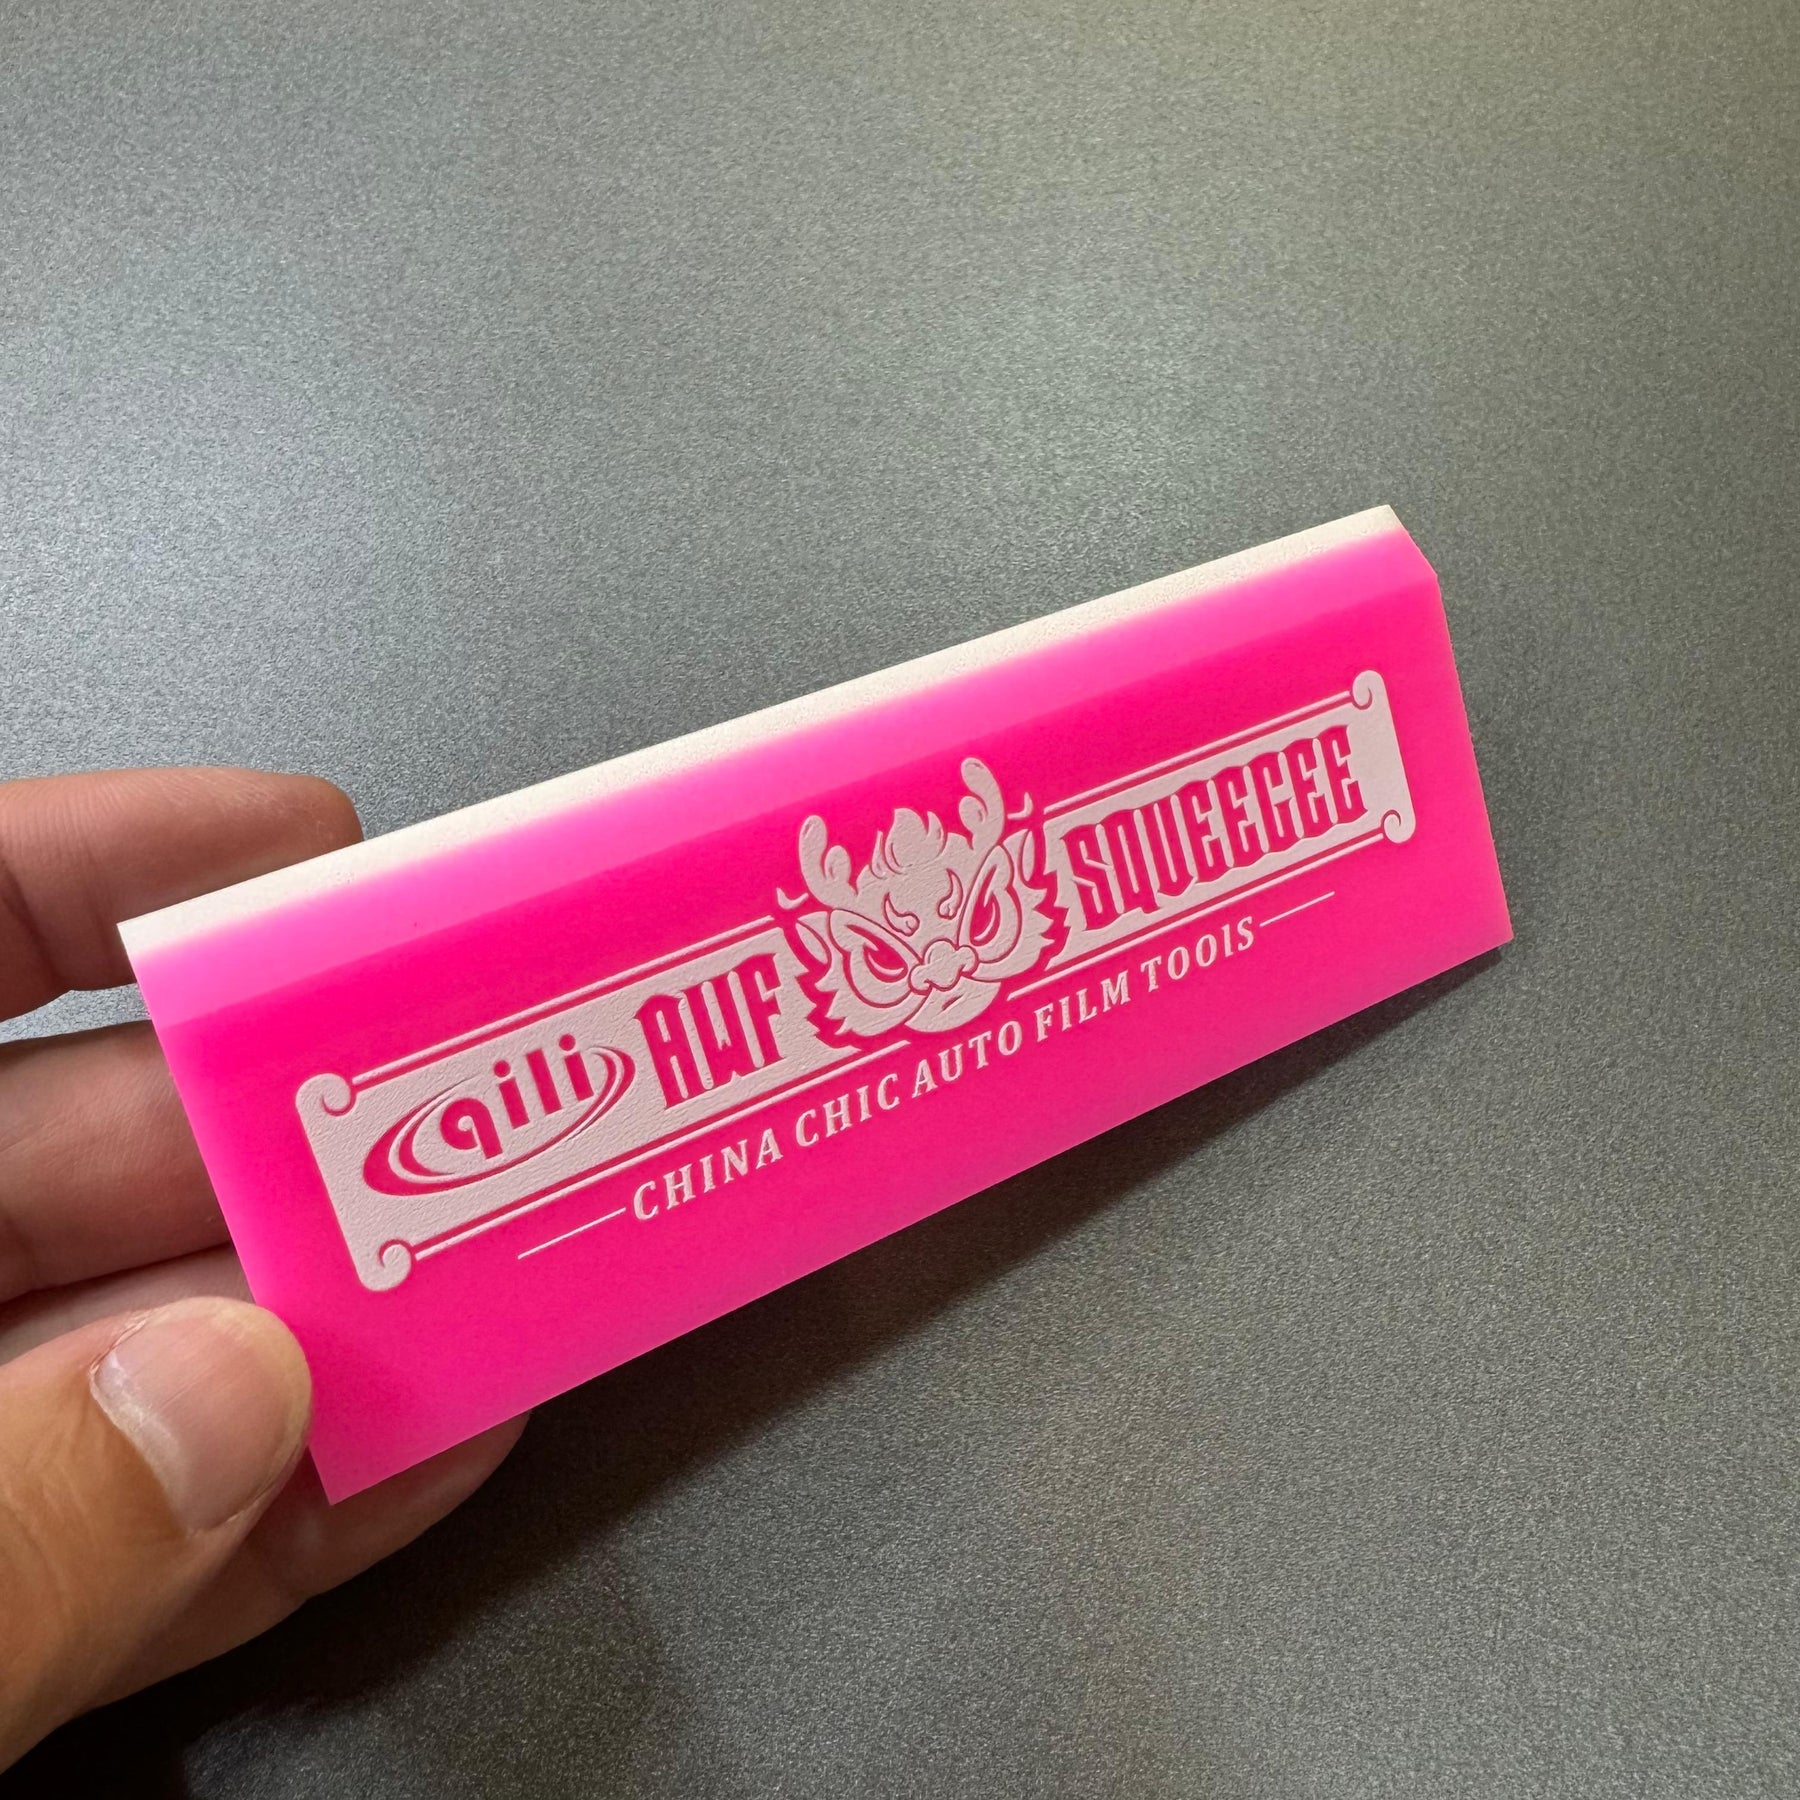 qili AWF SQUEEGEE
CHINA CHIC AUTO FILM TOOlS